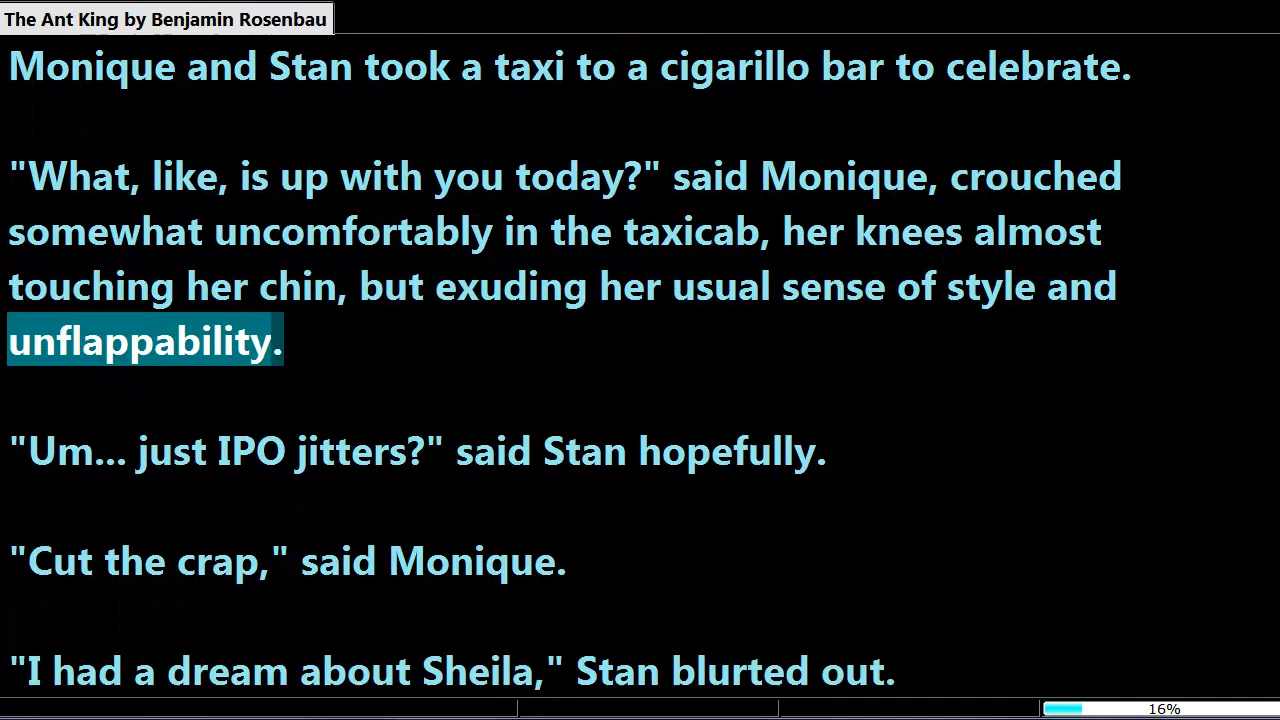 The Ant King by Benjamin Rosenbau
Monique and Stan took a taxi to a cigarillo bar to celebrate.
"What, like, is up with you today?" said Monique, crouched
somewhat uncomfortably in the taxicab, her knees almost
touching her chin, but exuding her usual sense of style and
unflappability.
"Um... just IPO jitters?" said Stan hopefully.
"Cut the crap," said Monique.
"I had a dream about Sheila," Stan blurted out.
16%